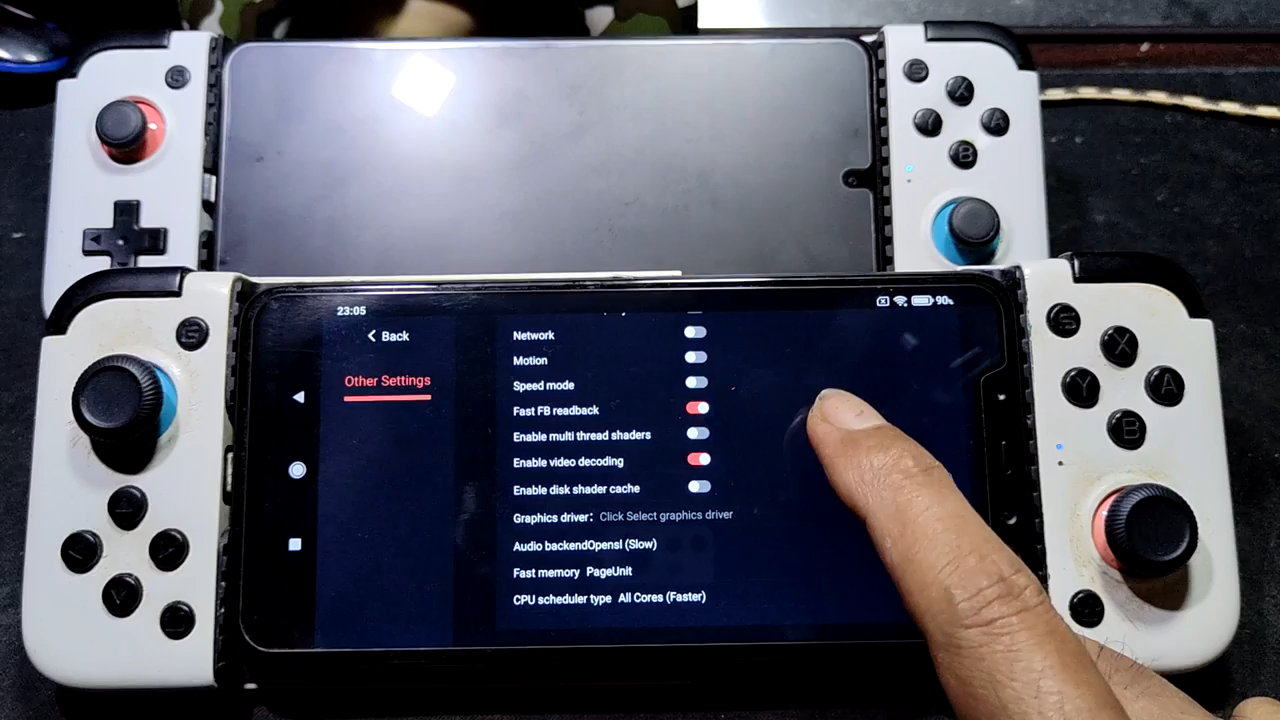 S
G
X
Y
A
B
23:05
90%
Back
Other Settings
Network
Motion
Speed mode
Fast FB readback
Enable multi thread shaders
Enable video decoding
Enable disk shader cache
Graphics driver: Click Select graphics driver
Audio backendOpensl (Slow)
Fast memory PageUnit
CPU scheduler type All Cores (Faster)
S
G
X
Y
A
B